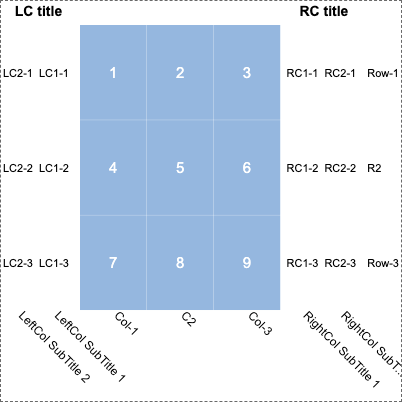 LC title RC title
LC2-1 LC1-1 1 2 3 RC1-1 RC2-1 Row-1
LC2-2 LC1-2 4 5 6 RC1-2 RC2-2 R2
LC2-3 LC1-3 7 8 9 RC1-3 RC2-3 Row-3
LeftCol SubTitle 2
LeftCol SubTitle 1
Col-1
C2
Col-3
RightCol SubTitle 1
RightCol SubT...